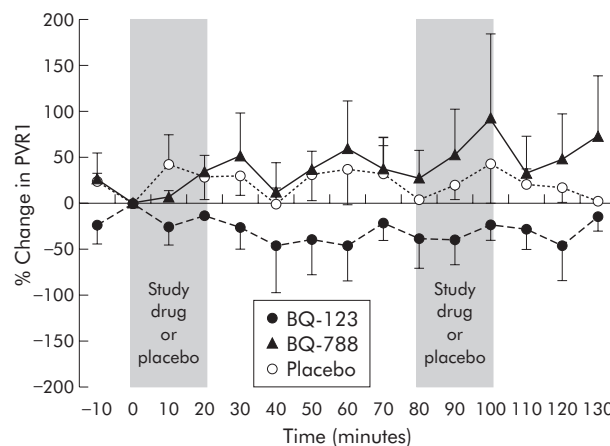 200
150
100
50
0
−50
−100
−150
−200
% Change in PVR1
Study
drug
or
placebo
Study
drug
or
placebo
BQ-123
BQ-788
Placebo
−10 0 10 20 30 40 50 60 70 80 90 100 110 120 130
Time (minutes)